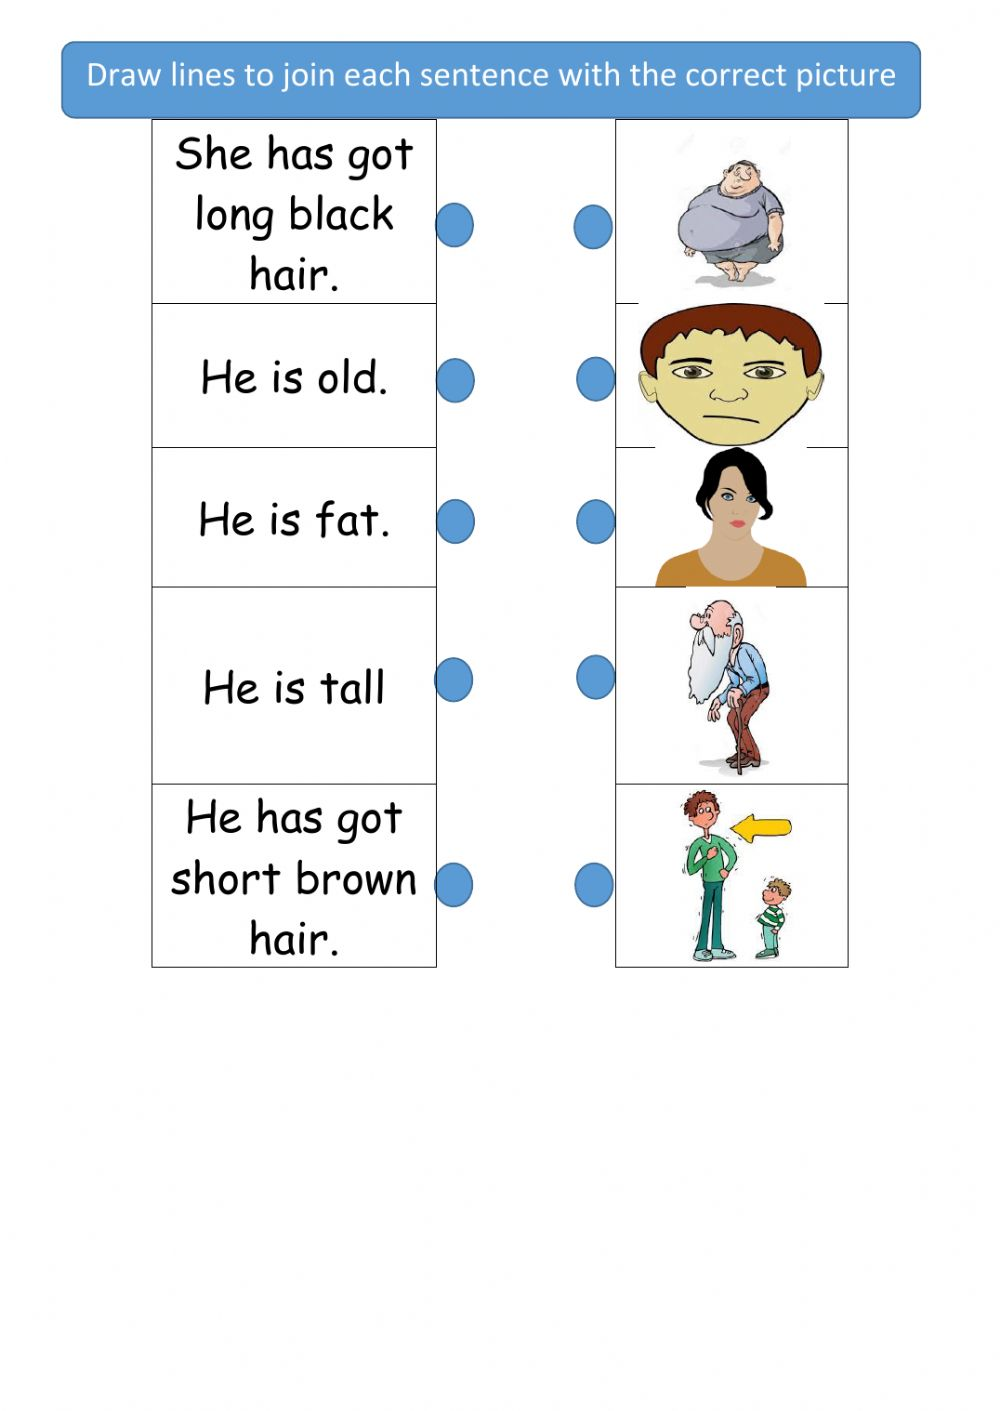 Draw lines to join each sentence with the correct picture
She has got
long black
hair.
He is old.
He is fat.
He is tall
He has got
short brown
hair.